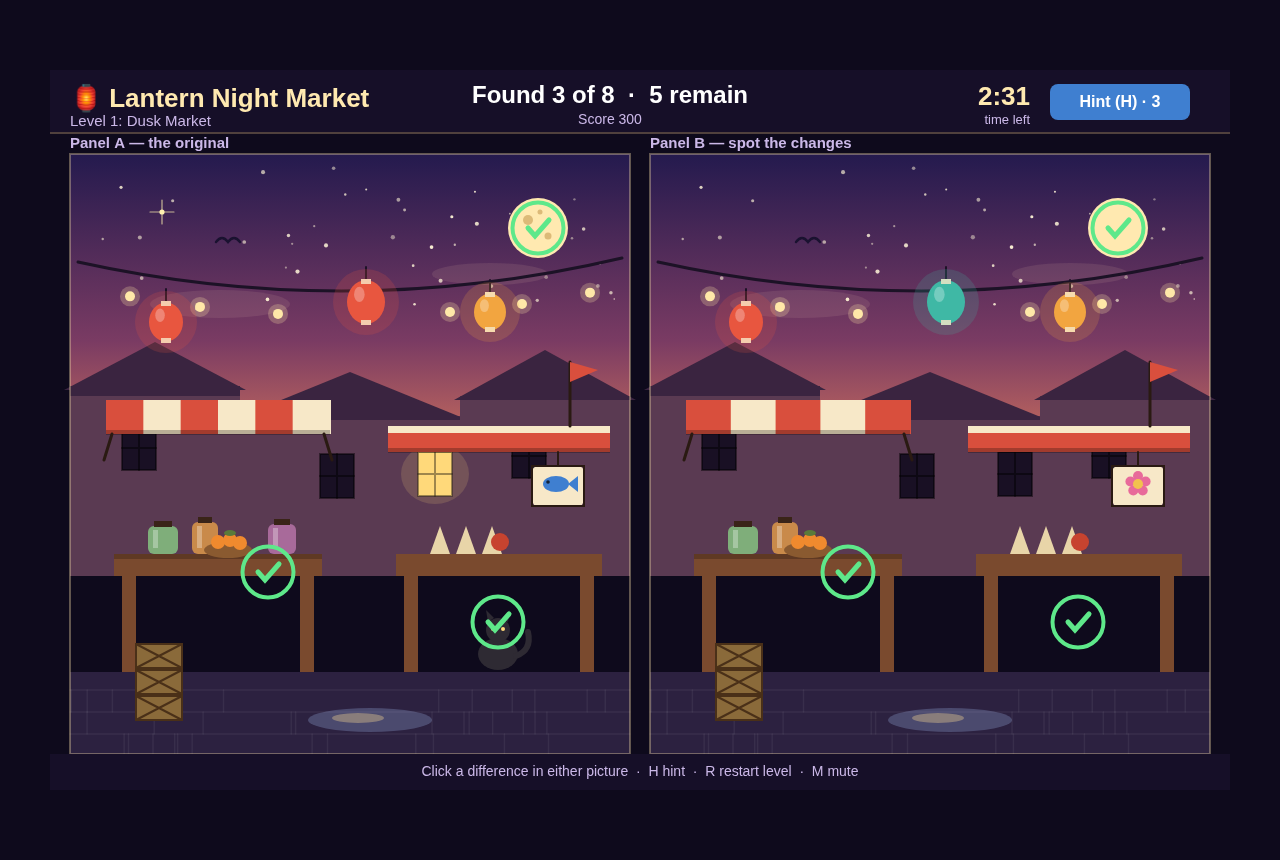 🏮 Lantern Night Market
Level 1: Dusk Market
Found 3 of 8 · 5 remain
Score 300
2:31
time left
Hint (H) · 3
Panel A — the original
Panel B — spot the changes
Click a difference in either picture · H hint · R restart level · M mute